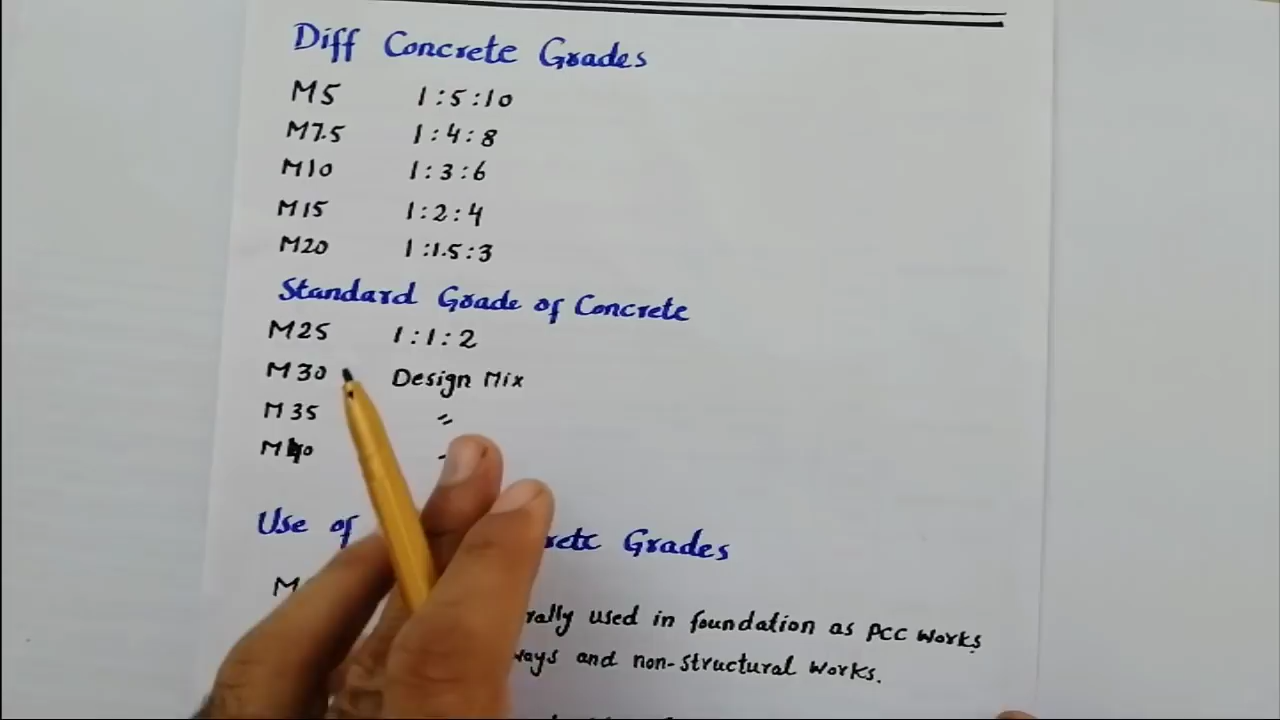 Diff Concrete Grades
M5 1:5:10
M7.5 1:4:8
M10 1:3:6
M15 1:2:4
M20 1:1.5:3
Standard Grade of Concrete
M25 1:1:2
M30 Design Mix
M35 〃
M40
Use of Grades
used in foundation as PCC Works
and non-structural works.